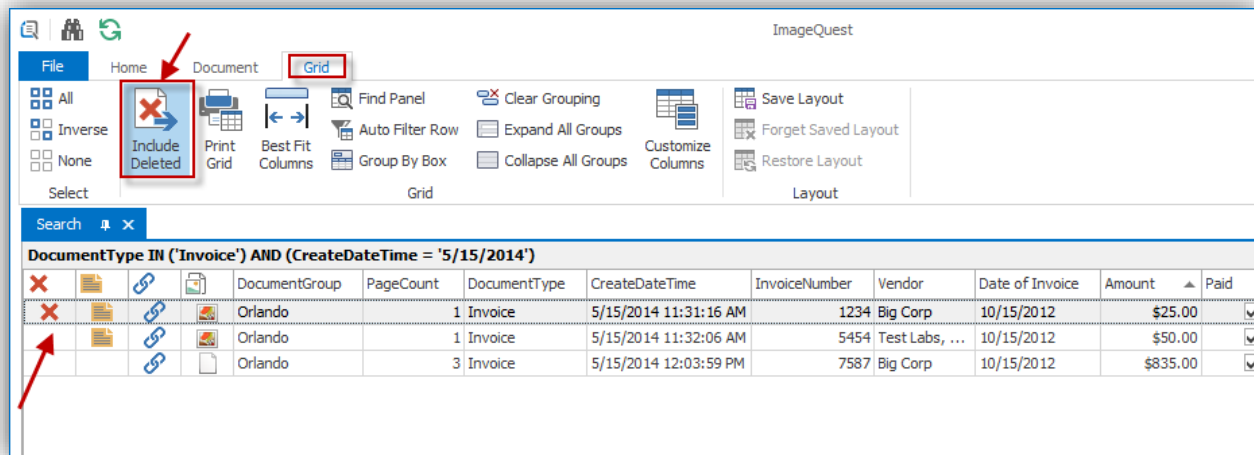 ImageQuest
File Home Document Grid
All
Inverse
None
Select
Include Deleted
Print Grid
Best Fit Columns
Find Panel
Auto Filter Row
Group By Box
Clear Grouping
Expand All Groups
Collapse All Groups
Customize Columns
Grid
Save Layout
Forget Saved Layout
Restore Layout
Layout
Search
DocumentType IN ('Invoice') AND (CreateDateTime = '5/15/2014')
DocumentGroup PageCount DocumentType CreateDateTime InvoiceNumber Vendor Date of Invoice Amount Paid
Orlando 1 Invoice 5/15/2014 11:31:16 AM 1234 Big Corp 10/15/2012 $25.00
Orlando 1 Invoice 5/15/2014 11:32:06 AM 5454 Test Labs, ... 10/15/2012 $50.00
Orlando 3 Invoice 5/15/2014 12:03:59 PM 7587 Big Corp 10/15/2012 $835.00